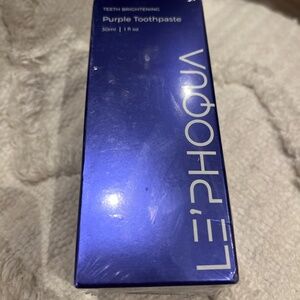 TEETH BRIGHTENING
Purple Toothpaste
30ml | 1 fl oz
LE'PHOQUA